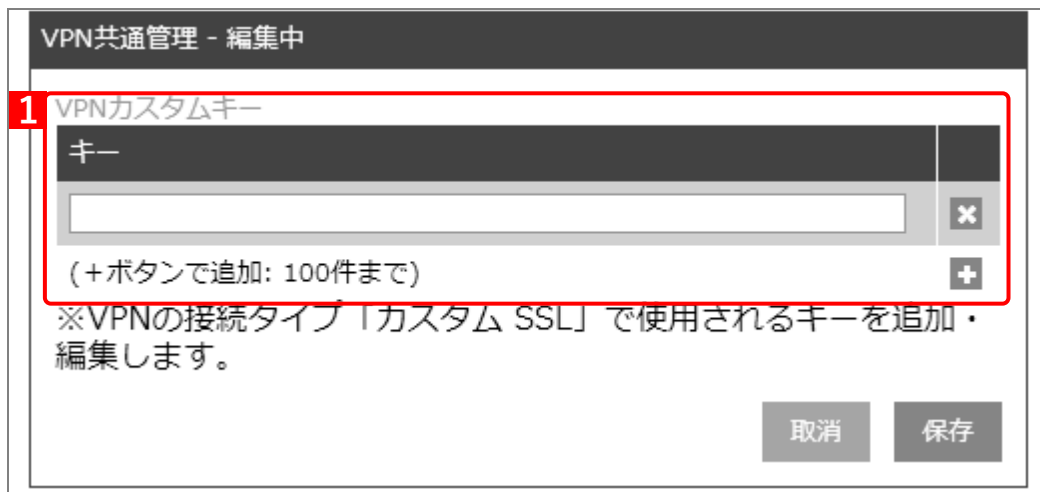 VPN共通管理 - 編集中
1
VPNカスタムキー
キー
(+ボタンで追加: 100件まで)
※VPNの接続タイプ「カスタム SSL」で使用されるキーを追加・
編集します。
取消
保存